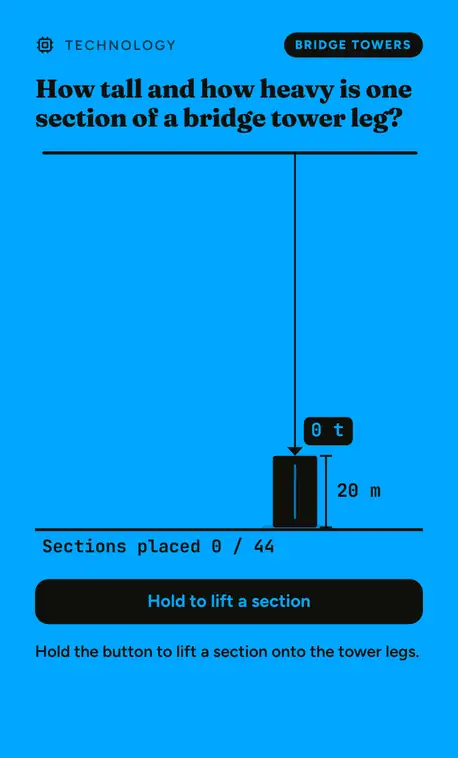 TECHNOLOGY
BRIDGE TOWERS
How tall and how heavy is one
section of a bridge tower leg?
0 t
20 m
Sections placed 0 / 44
Hold to lift a section
Hold the button to lift a section onto the tower legs.